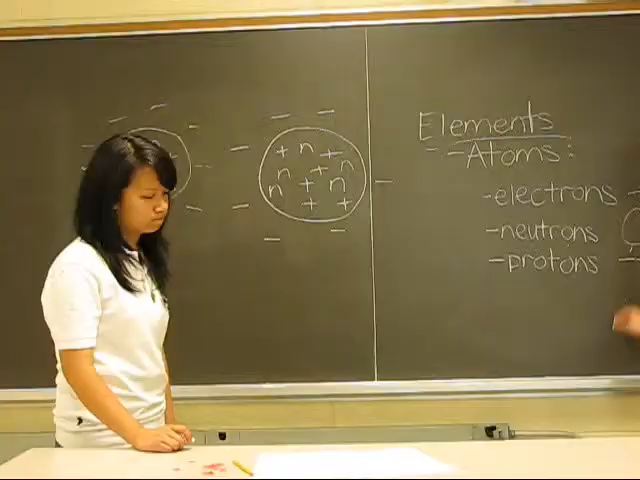 Elements
- Atoms:
- electrons -
- neutrons
- protons
+ n +
n + n
n + n
+ +